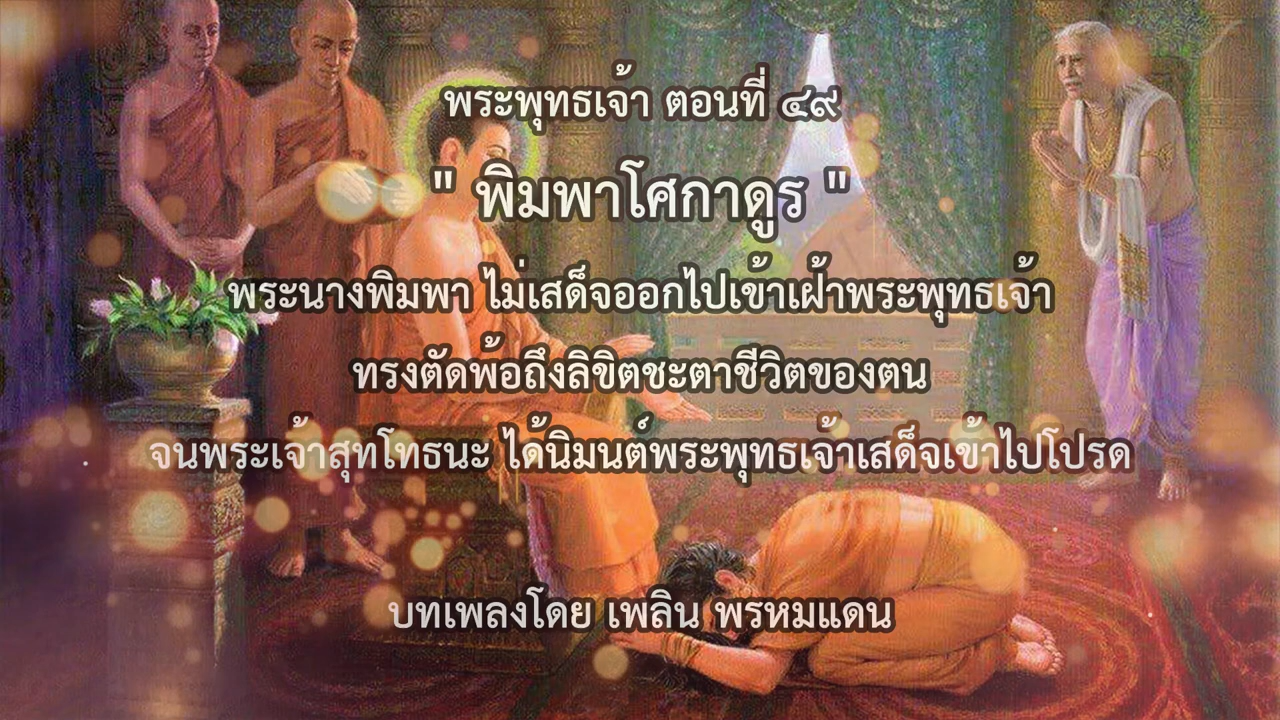 พระพุทธเจ้า ตอนที่ ๔๙
" พิมพาโศกาดูร "
พระนางพิมพา ไม่เสด็จออกไปเข้าเฝ้าพระพุทธเจ้า
ทรงตัดพ้อถึงลิขิตชะตาชีวิตของตน
จนพระเจ้าสุทโทธนะ ได้นิมนต์พระพุทธเจ้าเสด็จเข้าไปโปรด
บทเพลงโดย เพลิน พรหมแดน